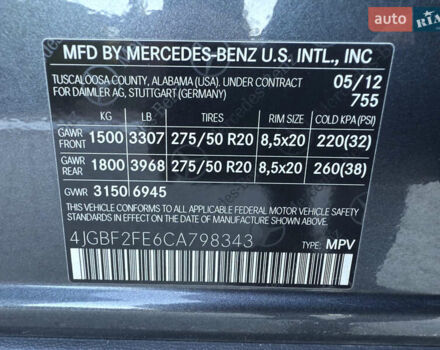 RIA
MFD BY MERCEDES-BENZ U.S. INTL., INC
TUSCALOOSA COUNTY, ALABAMA (USA). UNDER CONTRACT
FOR DAIMLER AG, STUTTGART (GERMANY)
05/12
755
KG LB TIRES RIM SIZE COLD KPA (PSI)
GAWR FRONT 1500 3307 275/50 R20 8,5x20 220(32)
GAWR REAR 1800 3968 275/50 R20 8,5x20 260(38)
GVWR 3150 6945
THIS VEHICLE CONFORMS TO ALL APPLICABLE FEDERAL MOTOR VEHICLE
SAFETY STANDARDS IN EFFECT ON THE DATE OF MANUFACTURE SHOWN
ABOVE.
4JGBF2FE6CA798343
TYPE: MPV